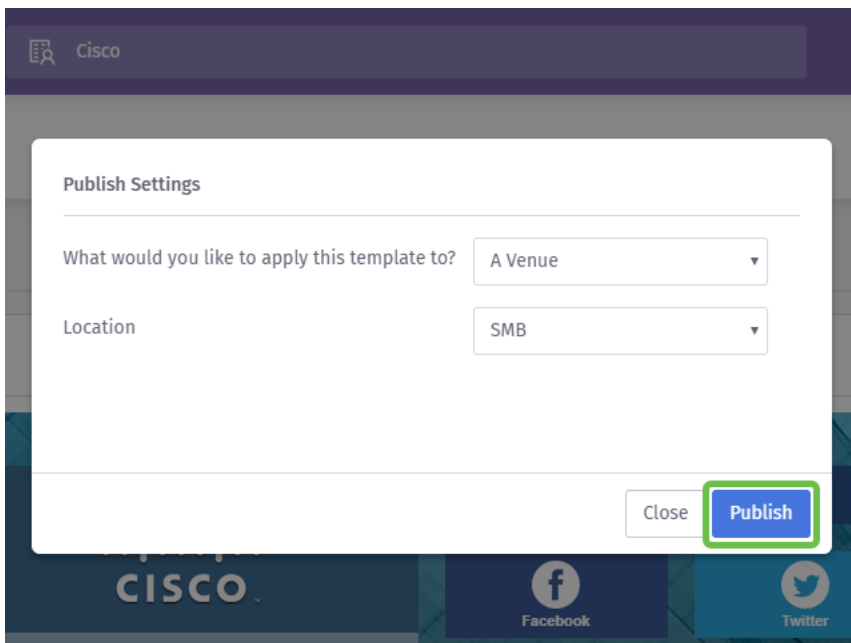 Cisco
Publish Settings
What would you like to apply this template to? A Venue
Location SMB
Close Publish
CISCO
Facebook Twitter